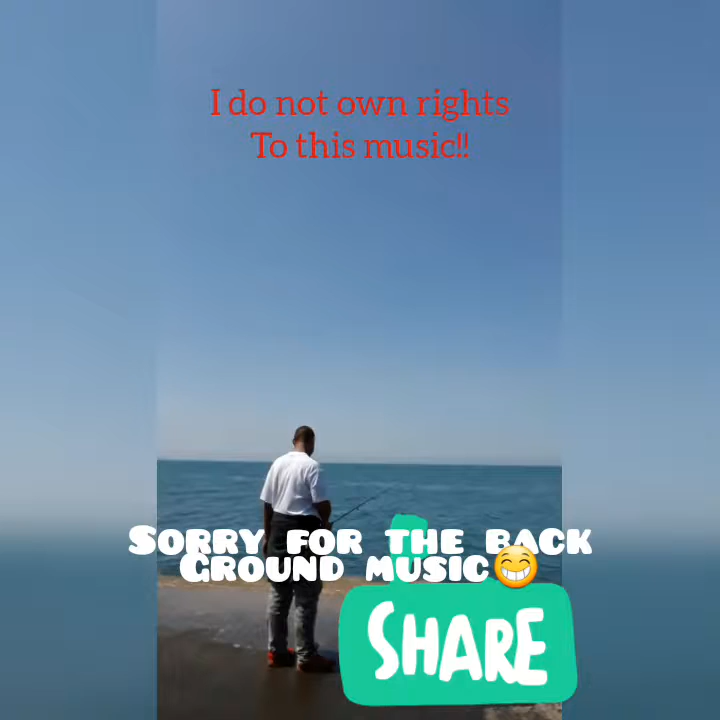 I do not own rights
To this music!!
Sorry for the back
Ground music😁
SHARE